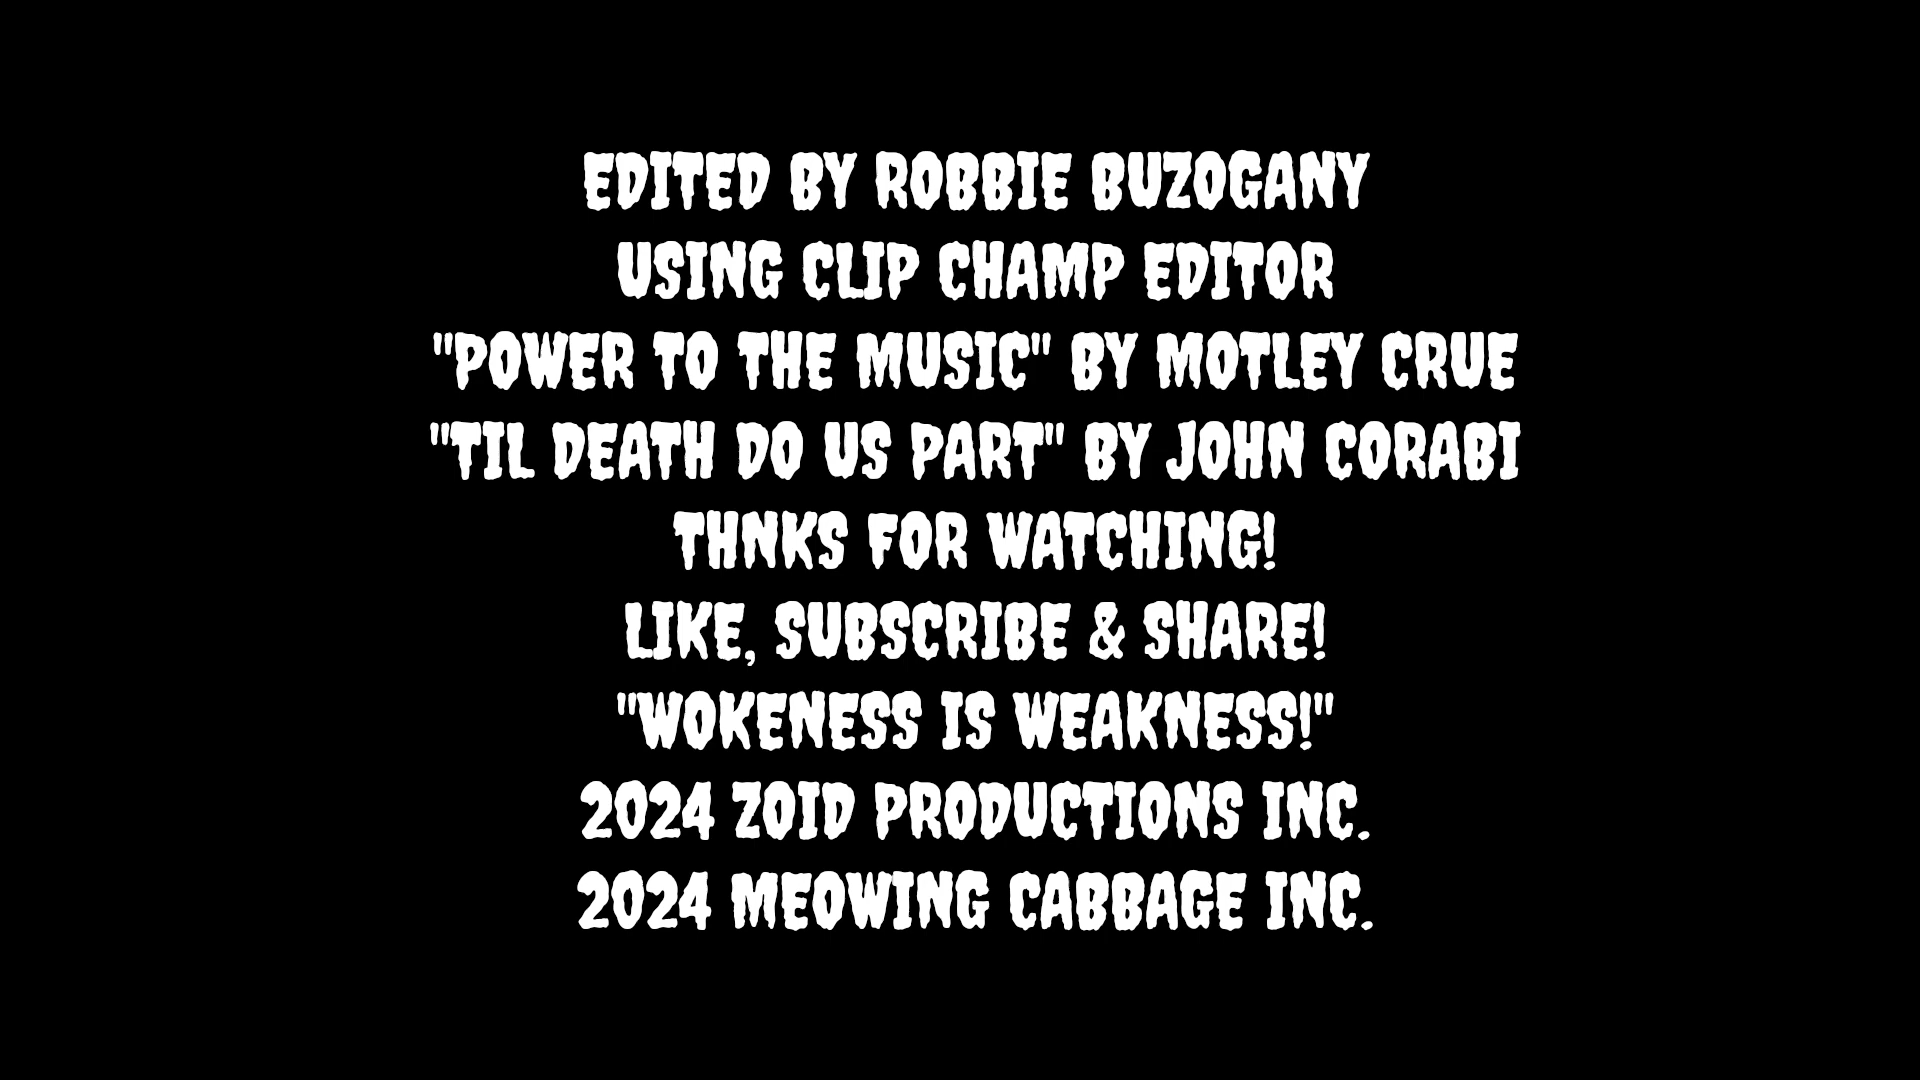 EDITED BY ROBBIE BUZOGANY
USING CLIP CHAMP EDITOR
"POWER TO THE MUSIC" BY MOTLEY CRUE
"TIL DEATH DO US PART" BY JOHN CORABI
THNKS FOR WATCHING!
LIKE, SUBSCRIBE & SHARE!
"WOKENESS IS WEAKNESS!"
2024 ZOID PRODUCTIONS INC.
2024 MEOWING CABBAGE INC.